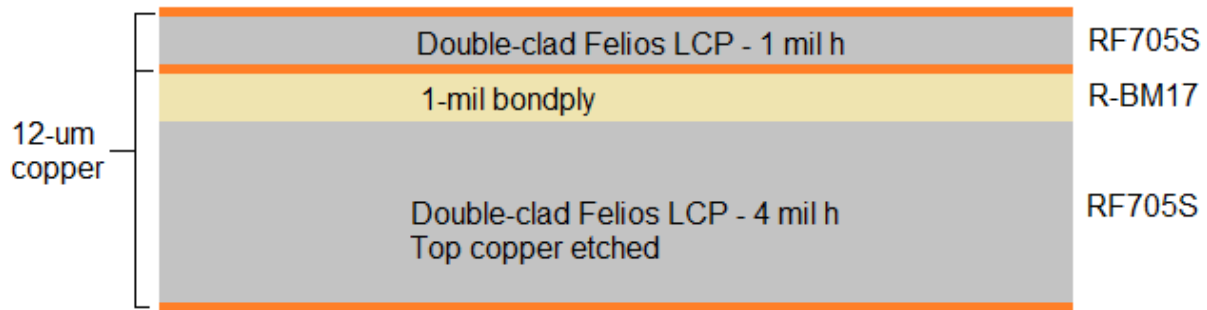 Double-clad Felios LCP - 1 mil h
RF705S
1-mil bondply
R-BM17
12-um
copper
Double-clad Felios LCP - 4 mil h
Top copper etched
RF705S